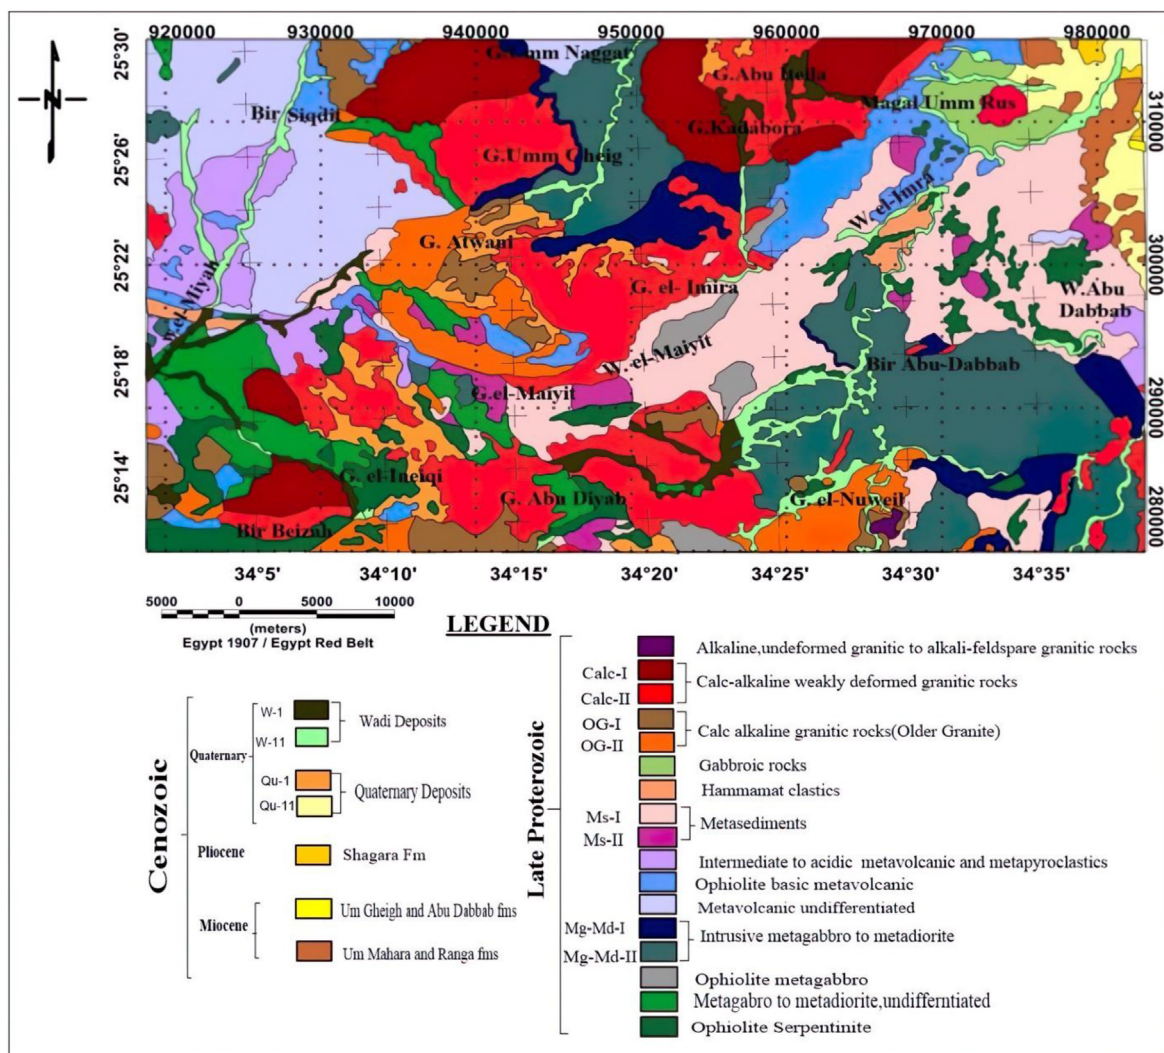 920000 930000 940000 950000 960000 970000 980000
25°30'
25°26'
25°22'
25°18'
25°14'
310000
300000
290000
280000
N
G.Umm Naggat
G.Abu Heila
Bir Siqdit
Magal Umm Rus
G.Kadabora
G.Umm Gheig
W. el-Imra
G. Atwani
el-Miyah
G. el- Imira
W.Abu
Dabbab
W. el-Maiyit
Bir Abu-Dabbab
G.el-Maiyit
G. el-Ineiqi
G. Abu Diyab
G. el-Nuweib
Bir Beizah
34°5' 34°10' 34°15' 34°20' 34°25' 34°30' 34°35'
5000 0 5000 10000
(meters)
Egypt 1907 / Egypt Red Belt
LEGEND
Cenozoic
Quaternary
W-1
W-11
Wadi Deposits
Qu-1
Qu-11
Quaternary Deposits
Pliocene
Shagara Fm
Miocene
Um Gheigh and Abu Dabbab fms
Um Mahara and Ranga fms
Late Proterozoic
Alkaline,undeformed granitic to alkali-feldspare granitic rocks
Calc-I
Calc-II
Calc-alkaline weakly deformed granitic rocks
OG-I
OG-II
Calc alkaline granitic rocks(Older Granite)
Gabbroic rocks
Hammamat clastics
Ms-I
Ms-II
Metasediments
Intermediate to acidic metavolcanic and metapyroclastics
Ophiolite basic metavolcanic
Metavolcanic undifferentiated
Mg-Md-I
Mg-Md-II
Intrusive metagabbro to metadiorite
Ophiolite metagabbro
Metagabro to metadiorite,undifferntiated
Ophiolite Serpentinite